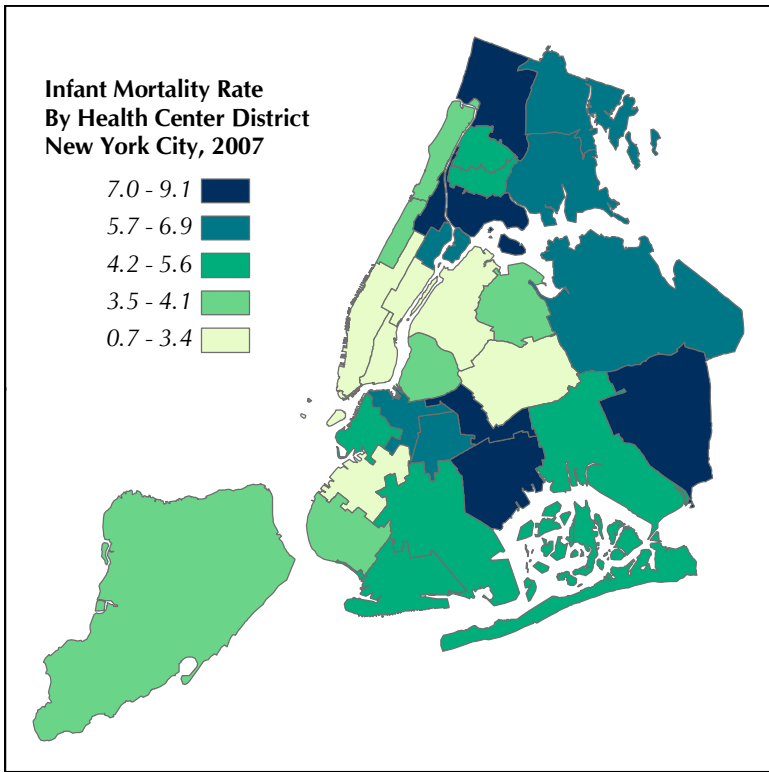 Infant Mortality Rate
By Health Center District
New York City, 2007
7.0 - 9.1
5.7 - 6.9
4.2 - 5.6
3.5 - 4.1
0.7 - 3.4